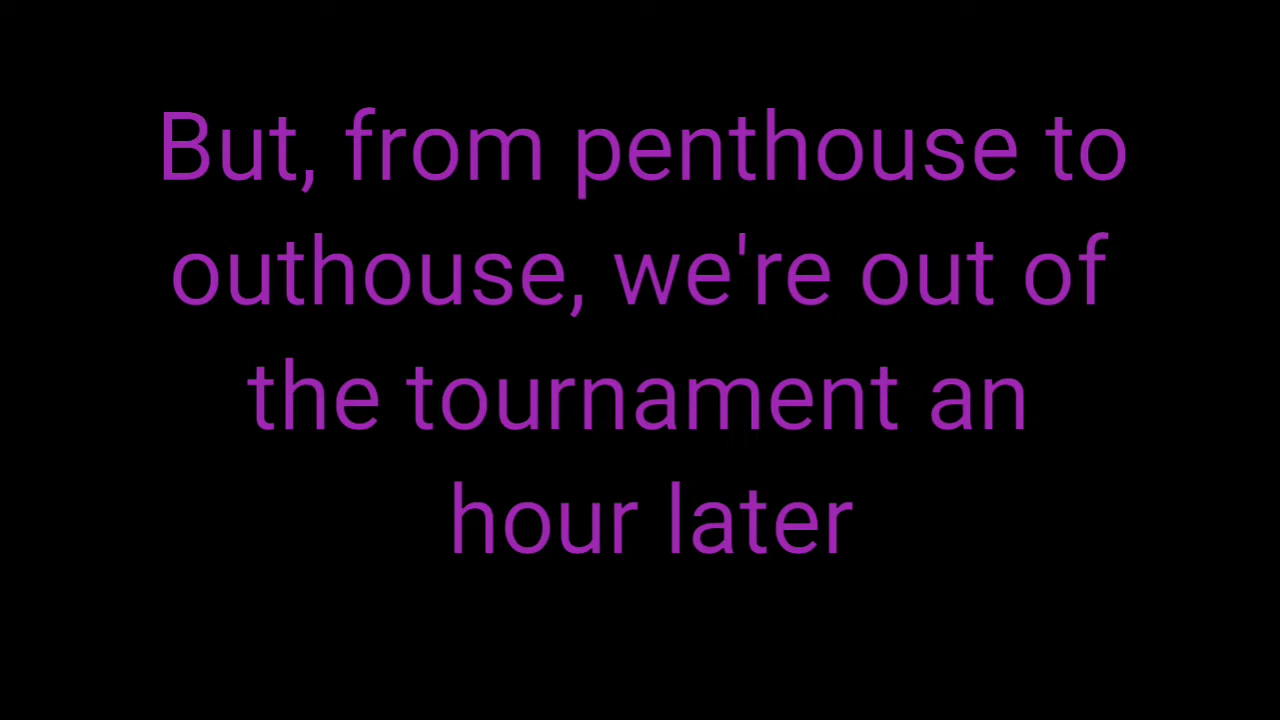 But, from penthouse to
outhouse, we're out of
the tournament an
hour later